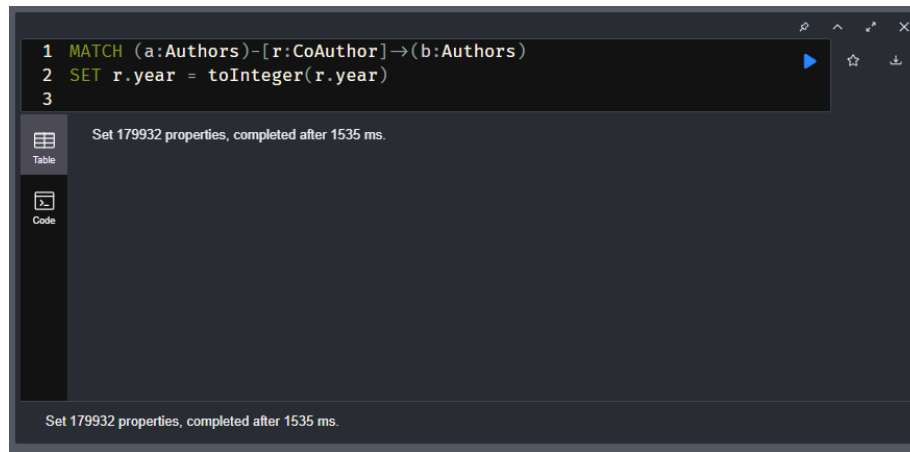 1 MATCH (a:Authors)-[r:CoAuthor]→(b:Authors)
2 SET r.year = toInteger(r.year)
3
Set 179932 properties, completed after 1535 ms.
Table
Code
Set 179932 properties, completed after 1535 ms.